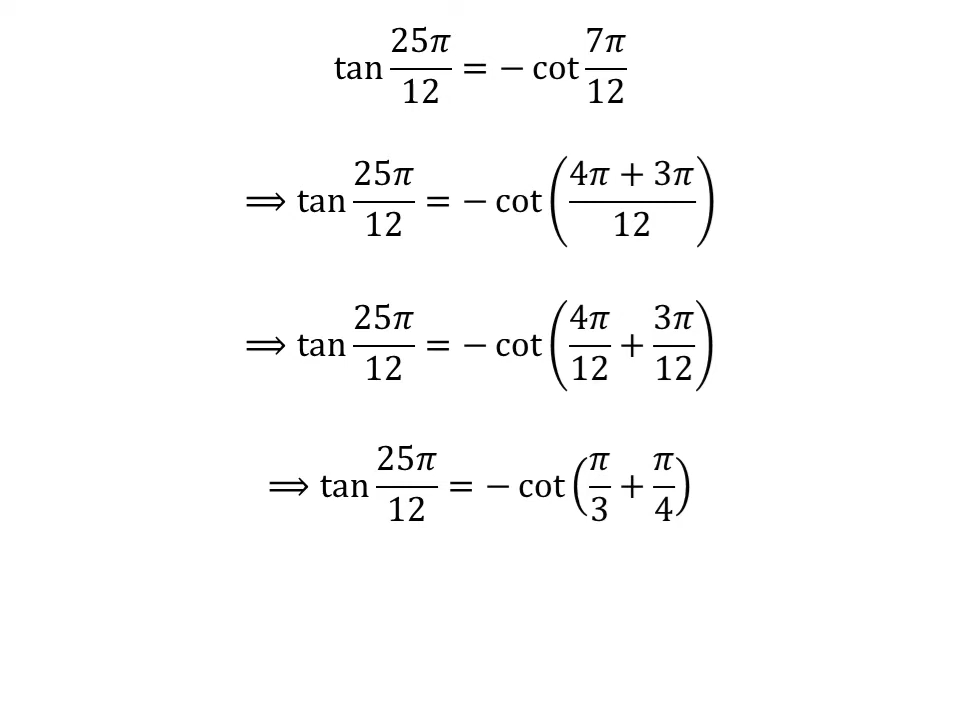 tan 25π/12 = − cot 7π/12
⟹ tan 25π/12 = − cot((4π + 3π)/12)
⟹ tan 25π/12 = − cot(4π/12 + 3π/12)
⟹ tan 25π/12 = − cot(π/3 + π/4)